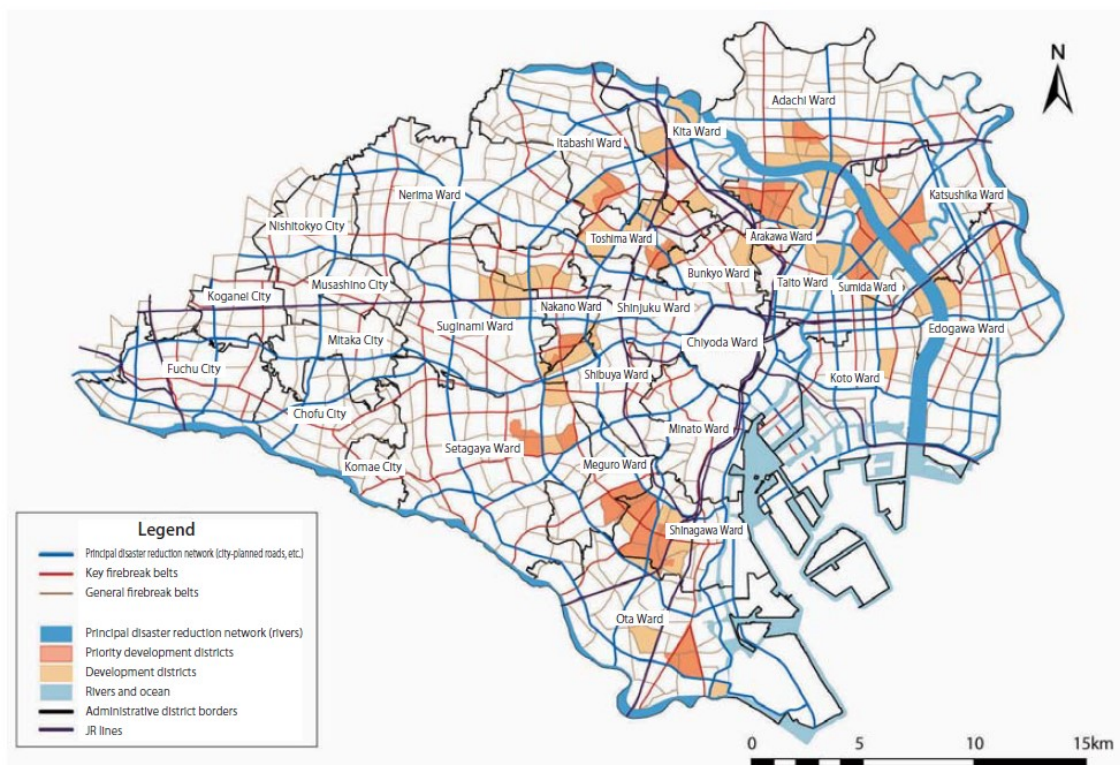 N
Adachi Ward
Kita Ward
Itabashi Ward
Nerima Ward
Katsushika Ward
Nishitokyo City
Toshima Ward
Arakawa Ward
Bunkyo Ward
Taito Ward
Sumida Ward
Musashino City
Koganei City
Nakano Ward
Shinjuku Ward
Suginami Ward
Edogawa Ward
Mitaka City
Chiyoda Ward
Fuchu City
Shibuya Ward
Koto Ward
Chofu City
Minato Ward
Setagaya Ward
Komae City
Meguro Ward
Shinagawa Ward
Ota Ward
Legend
Principal disaster reduction network (city-planned roads, etc.)
Key firebreak belts
General firebreak belts
Principal disaster reduction network (rivers)
Priority development districts
Development districts
Rivers and ocean
Administrative district borders
JR lines
0 5 10 15km